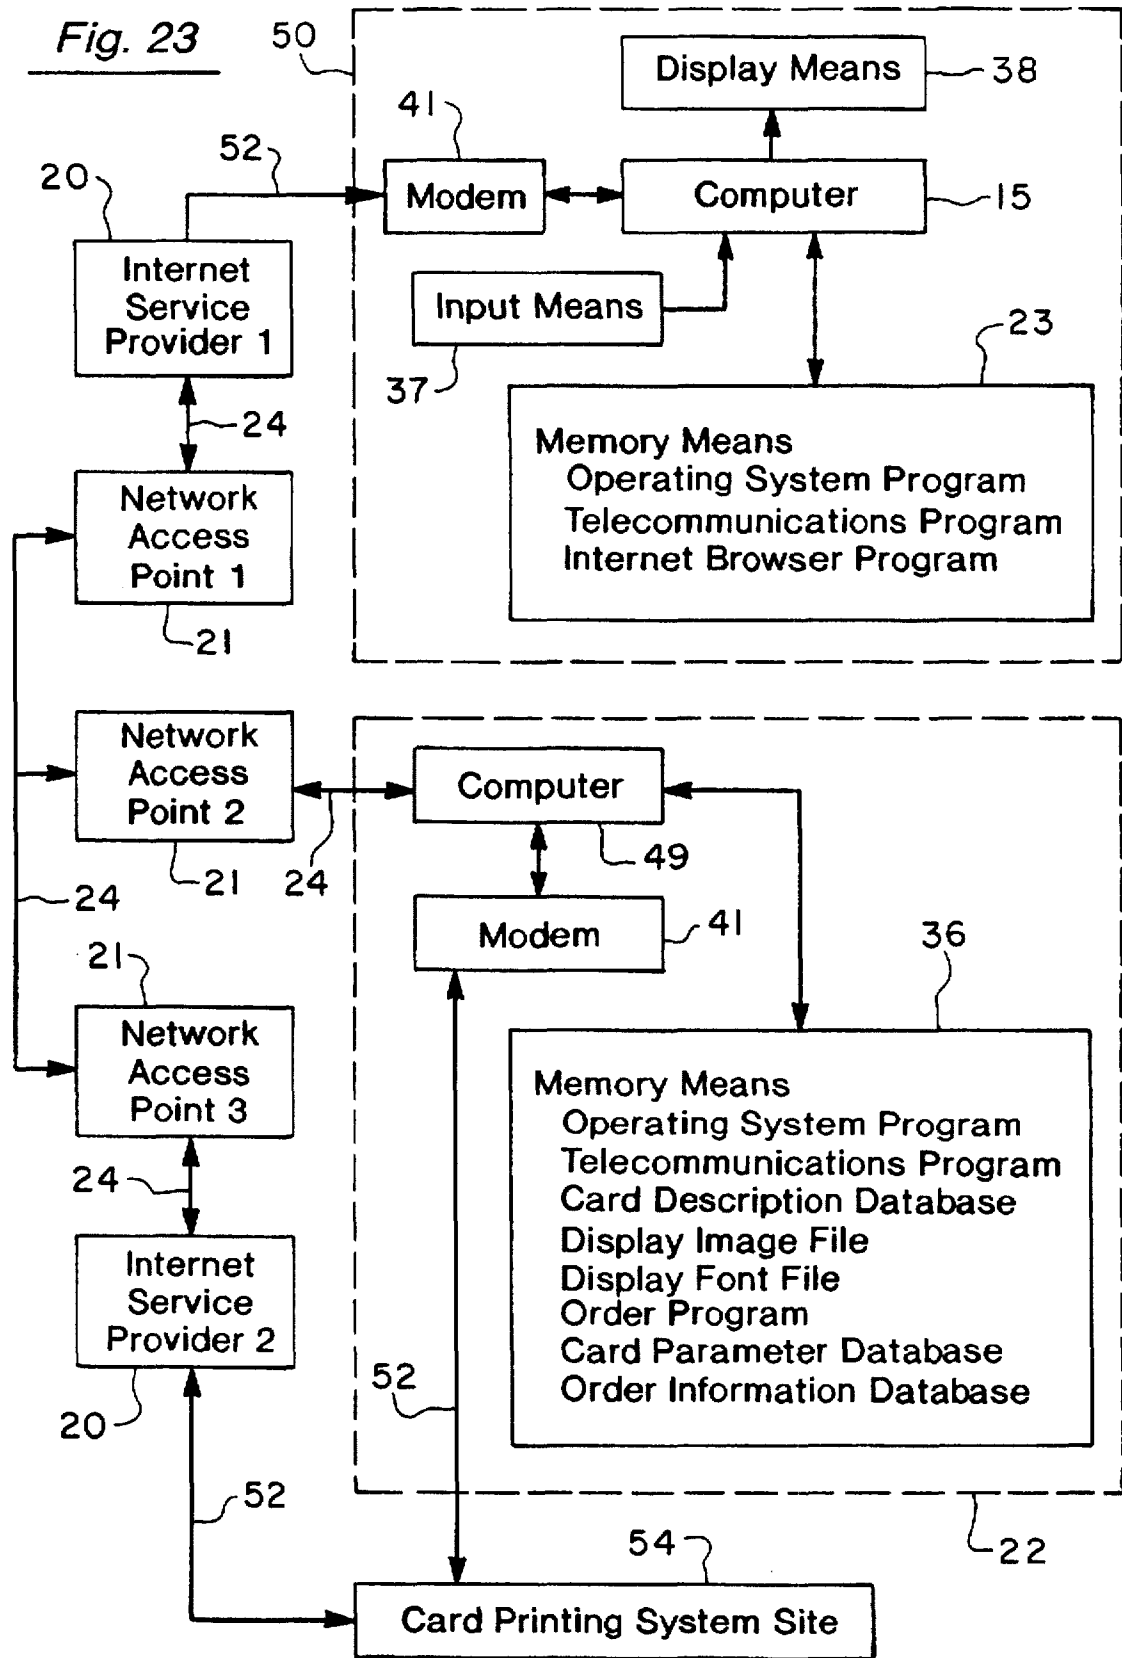 Fig. 23
50
Display Means
38
41
52
20
Modem
Computer
15
Internet
Service
Provider 1
Input Means
37
23
24
Memory Means
Operating System Program
Telecommunications Program
Internet Browser Program
Network
Access
Point 1
21
Network
Access
Point 2
21
24
24
Computer
49
Modem
41
36
21
Network
Access
Point 3
24
Memory Means
Operating System Program
Telecommunications Program
Card Description Database
Display Image File
Display Font File
Order Program
Card Parameter Database
Order Information Database
Internet
Service
Provider 2
20
52
52
22
54
Card Printing System Site